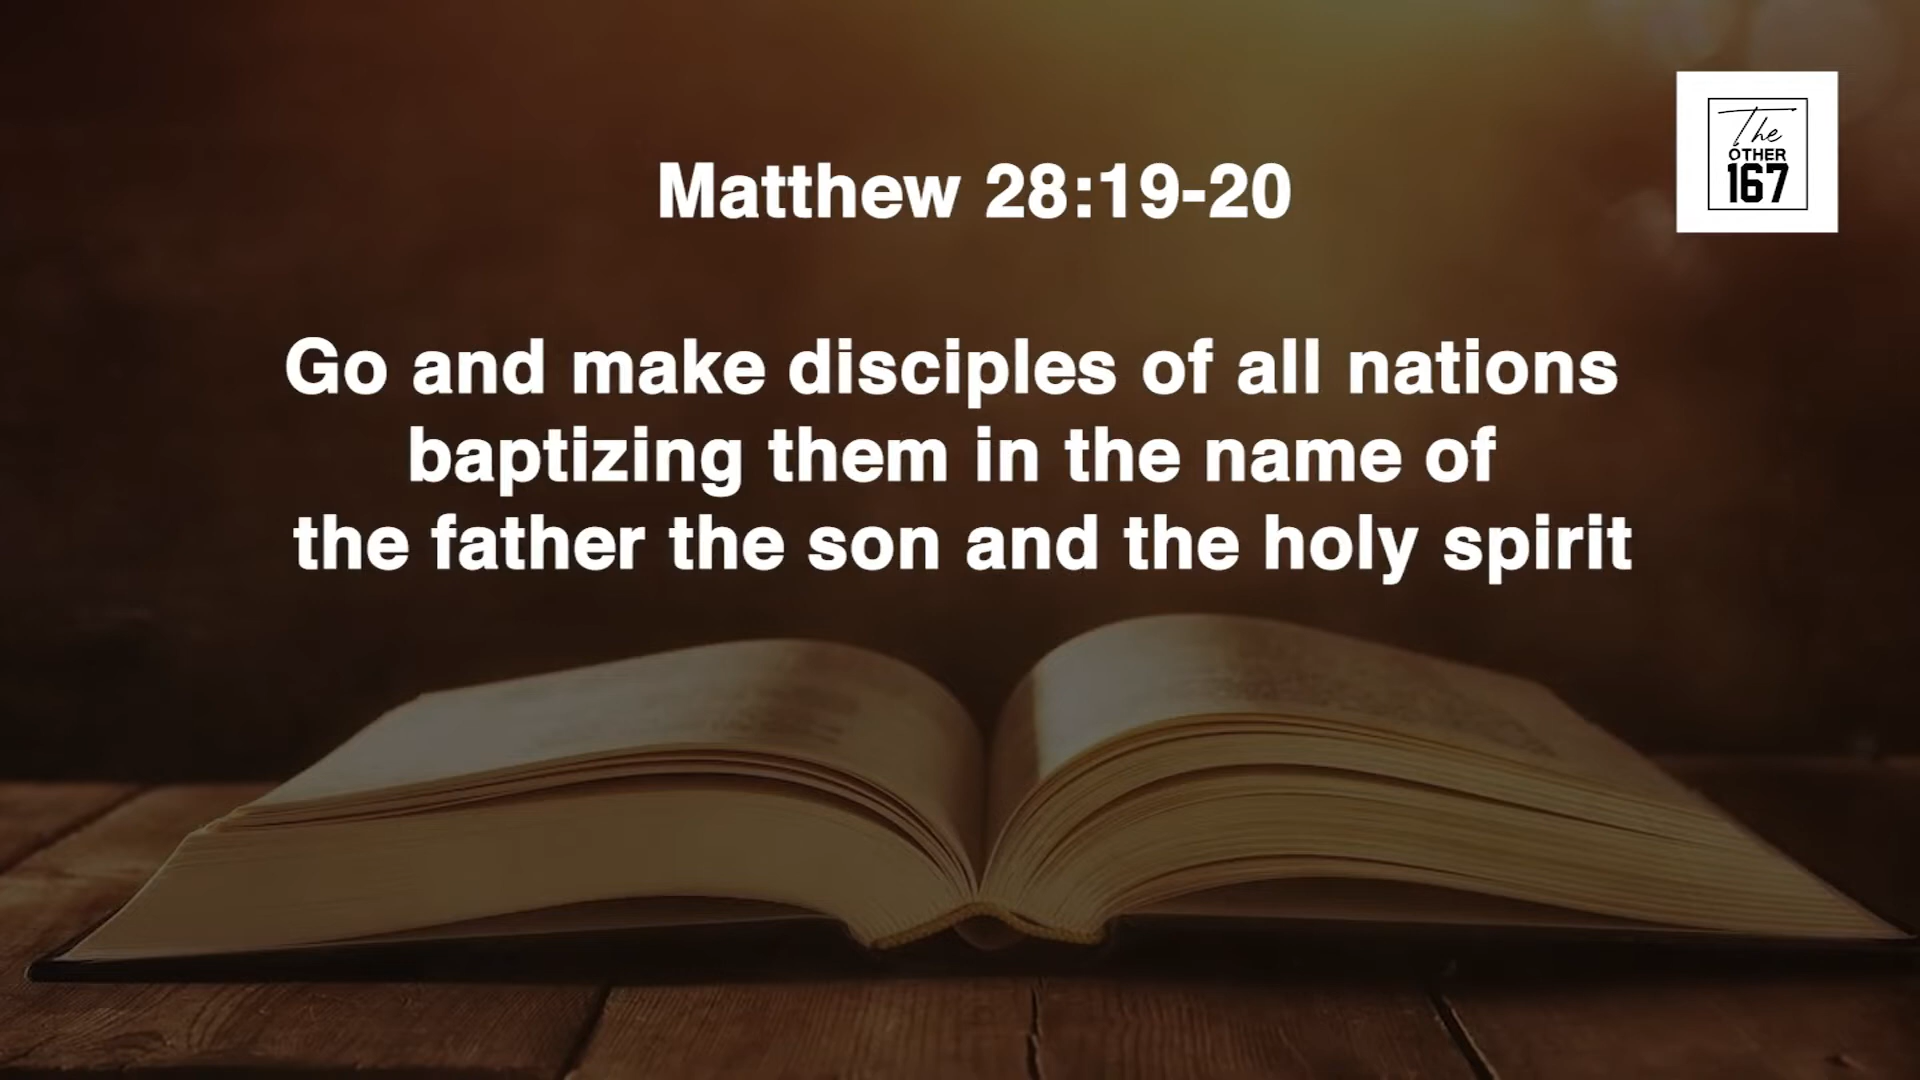 The
OTHER
167
Matthew 28:19-20
Go and make disciples of all nations
baptizing them in the name of
the father the son and the holy spirit